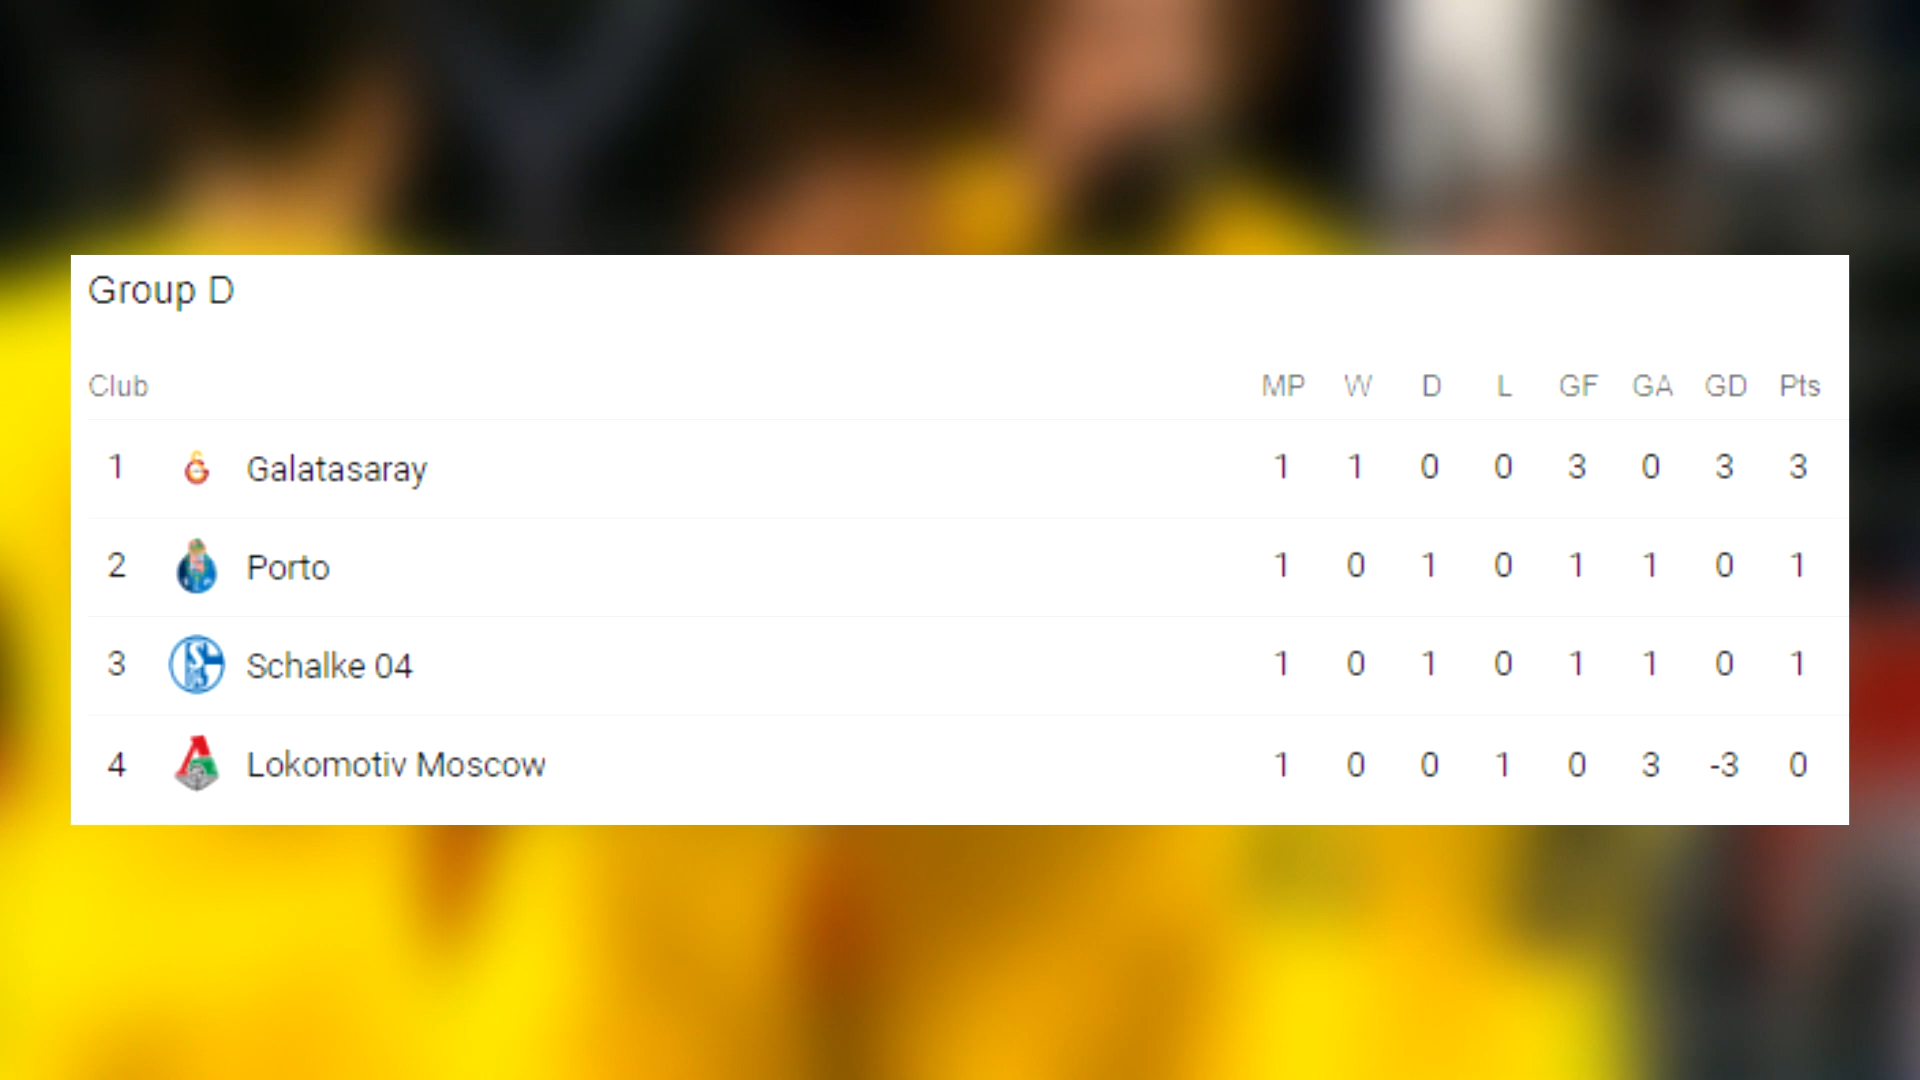 Group D
Club MP W D L GF GA GD Pts
1 Galatasaray 1 1 0 0 3 0 3 3
2 Porto 1 0 1 0 1 1 0 1
3 Schalke 04 1 0 1 0 1 1 0 1
4 Lokomotiv Moscow 1 0 0 1 0 3 -3 0